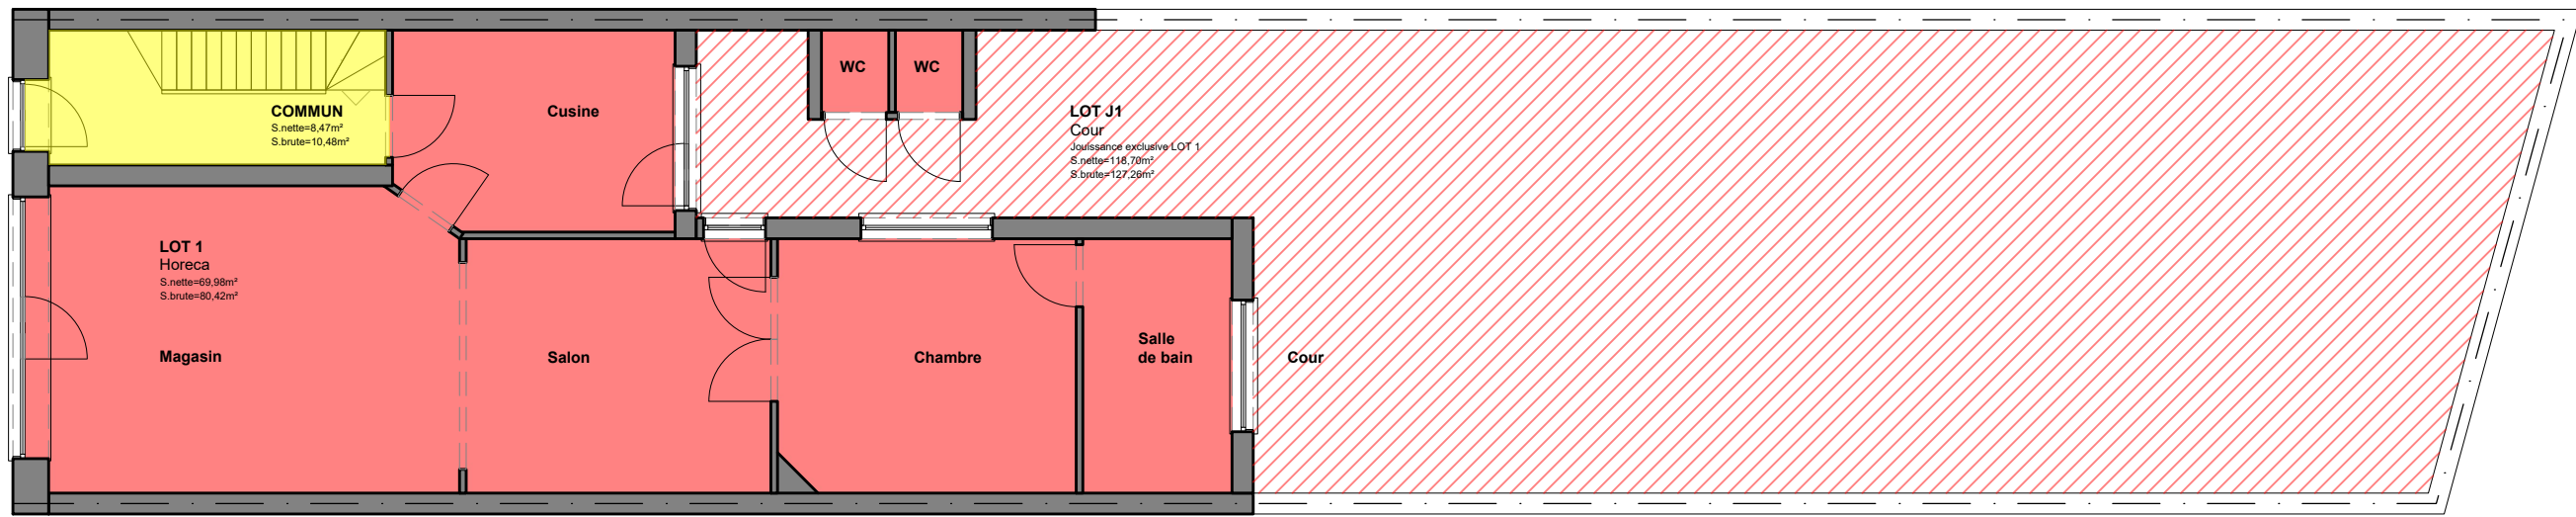 COMMUN
S.nette=8,47m²
S.brute=10,48m²
Cusine
WC
WC
LOT J1
Cour
Jouissance exclusive LOT 1
S.nette=118,70m²
S.brute=127,26m²
LOT 1
Horeca
S.nette=69,98m²
S.brute=80,42m²
Magasin
Salon
Chambre
Salle
de bain
Cour